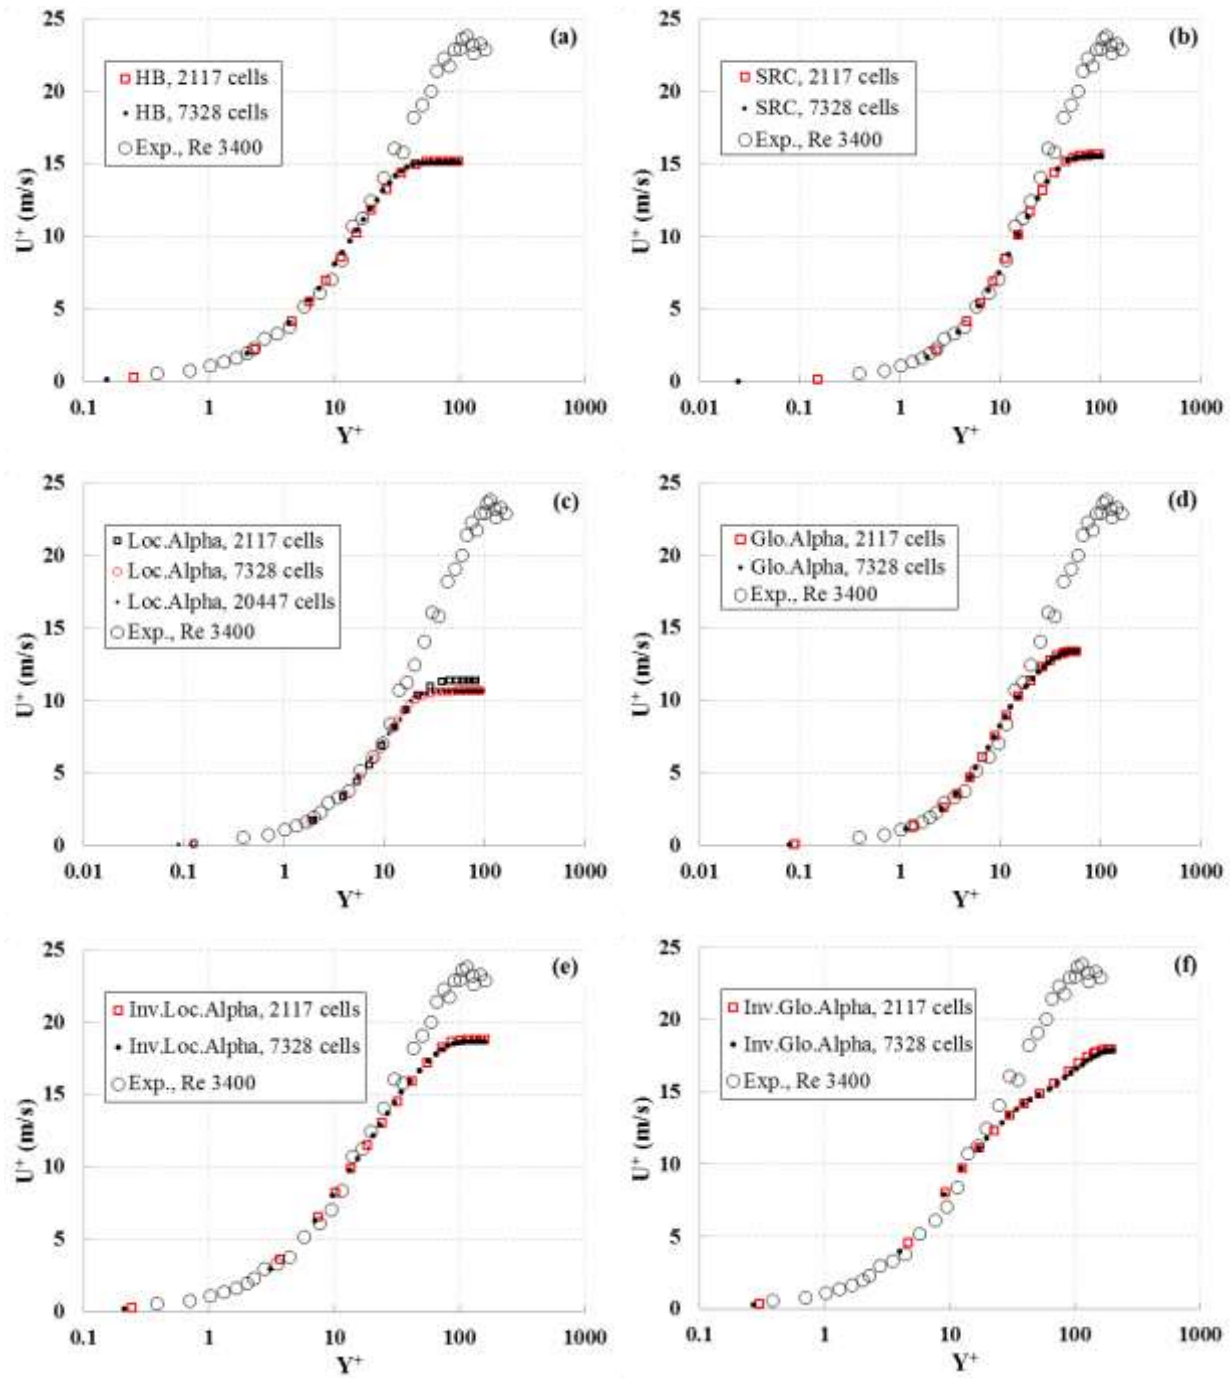 (a)
HB, 2117 cells
HB, 7328 cells
Exp., Re 3400
U⁺ (m/s)
25
20
15
10
5
0
0.1 1 10 100 1000
Y⁺
(b)
SRC, 2117 cells
SRC, 7328 cells
Exp., Re 3400
U⁺ (m/s)
25
20
15
10
5
0
0.01 0.1 1 10 100 1000
Y⁺
(c)
Loc.Alpha, 2117 cells
Loc.Alpha, 7328 cells
Loc.Alpha, 20447 cells
Exp., Re 3400
U⁺ (m/s)
25
20
15
10
5
0
0.01 0.1 1 10 100 1000
Y⁺
(d)
Glo.Alpha, 2117 cells
Glo.Alpha, 7328 cells
Exp., Re 3400
U⁺ (m/s)
25
20
15
10
5
0
0.01 0.1 1 10 100 1000
Y⁺
(e)
Inv.Loc.Alpha, 2117 cells
Inv.Loc.Alpha, 7328 cells
Exp., Re 3400
U⁺ (m/s)
25
20
15
10
5
0
0.1 1 10 100 1000
Y⁺
(f)
Inv.Glo.Alpha, 2117 cells
Inv.Glo.Alpha, 7328 cells
Exp., Re 3400
U⁺ (m/s)
25
20
15
10
5
0
0.1 1 10 100 1000
Y⁺